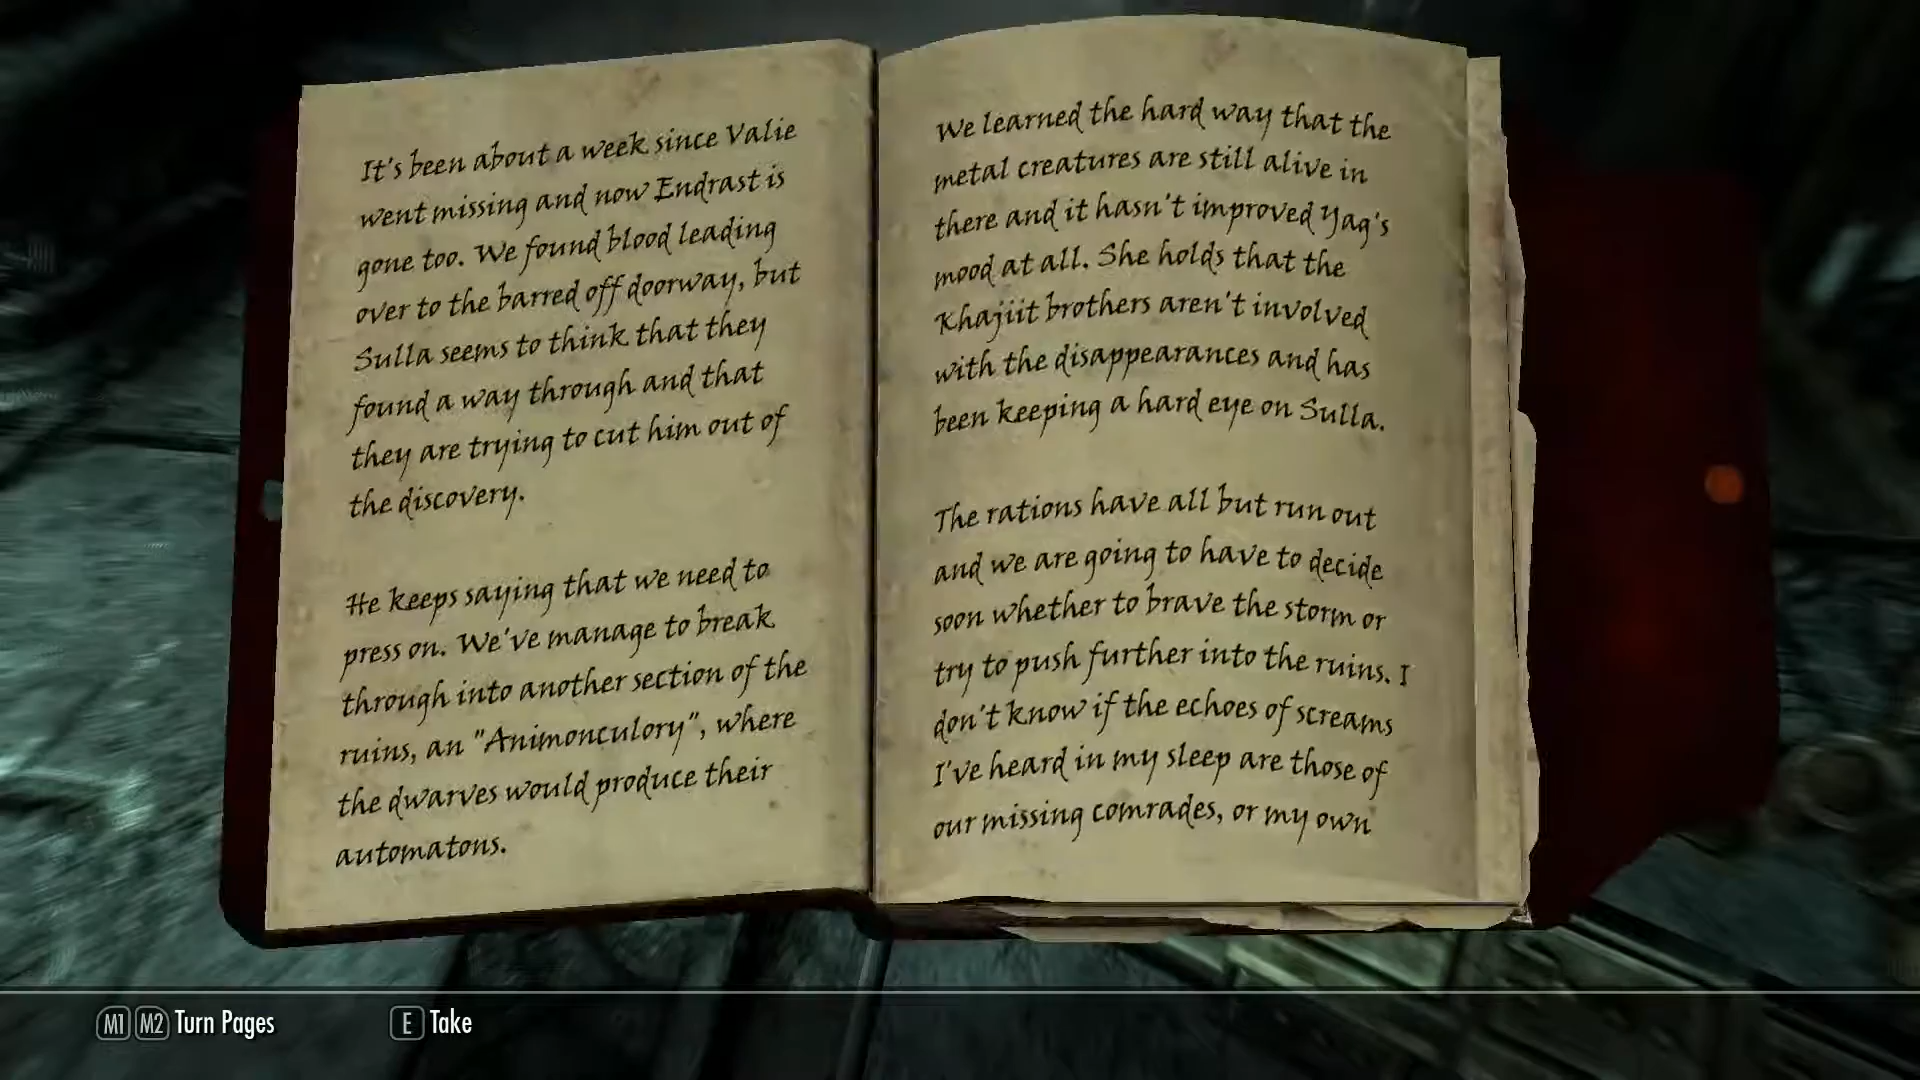 It's been about a week since Valie
went missing and now Endrast is
gone too. We found blood leading
over to the barred off doorway, but
Sulla seems to think that they
found a way through and that
they are trying to cut him out of
the discovery.
He keeps saying that we need to
press on. We've manage to break
through into another section of the
ruins, an "Animonculory", where
the dwarves would produce their
automatons.
We learned the hard way that the
metal creatures are still alive in
there and it hasn't improved Yag's
mood at all. She holds that the
Khajiit brothers aren't involved
with the disappearances and has
been keeping a hard eye on Sulla.
The rations have all but run out
and we are going to have to decide
soon whether to brave the storm or
try to push further into the ruins. I
don't know if the echoes of screams
I've heard in my sleep are those of
our missing comrades, or my own
M1 M2 Turn Pages
E Take